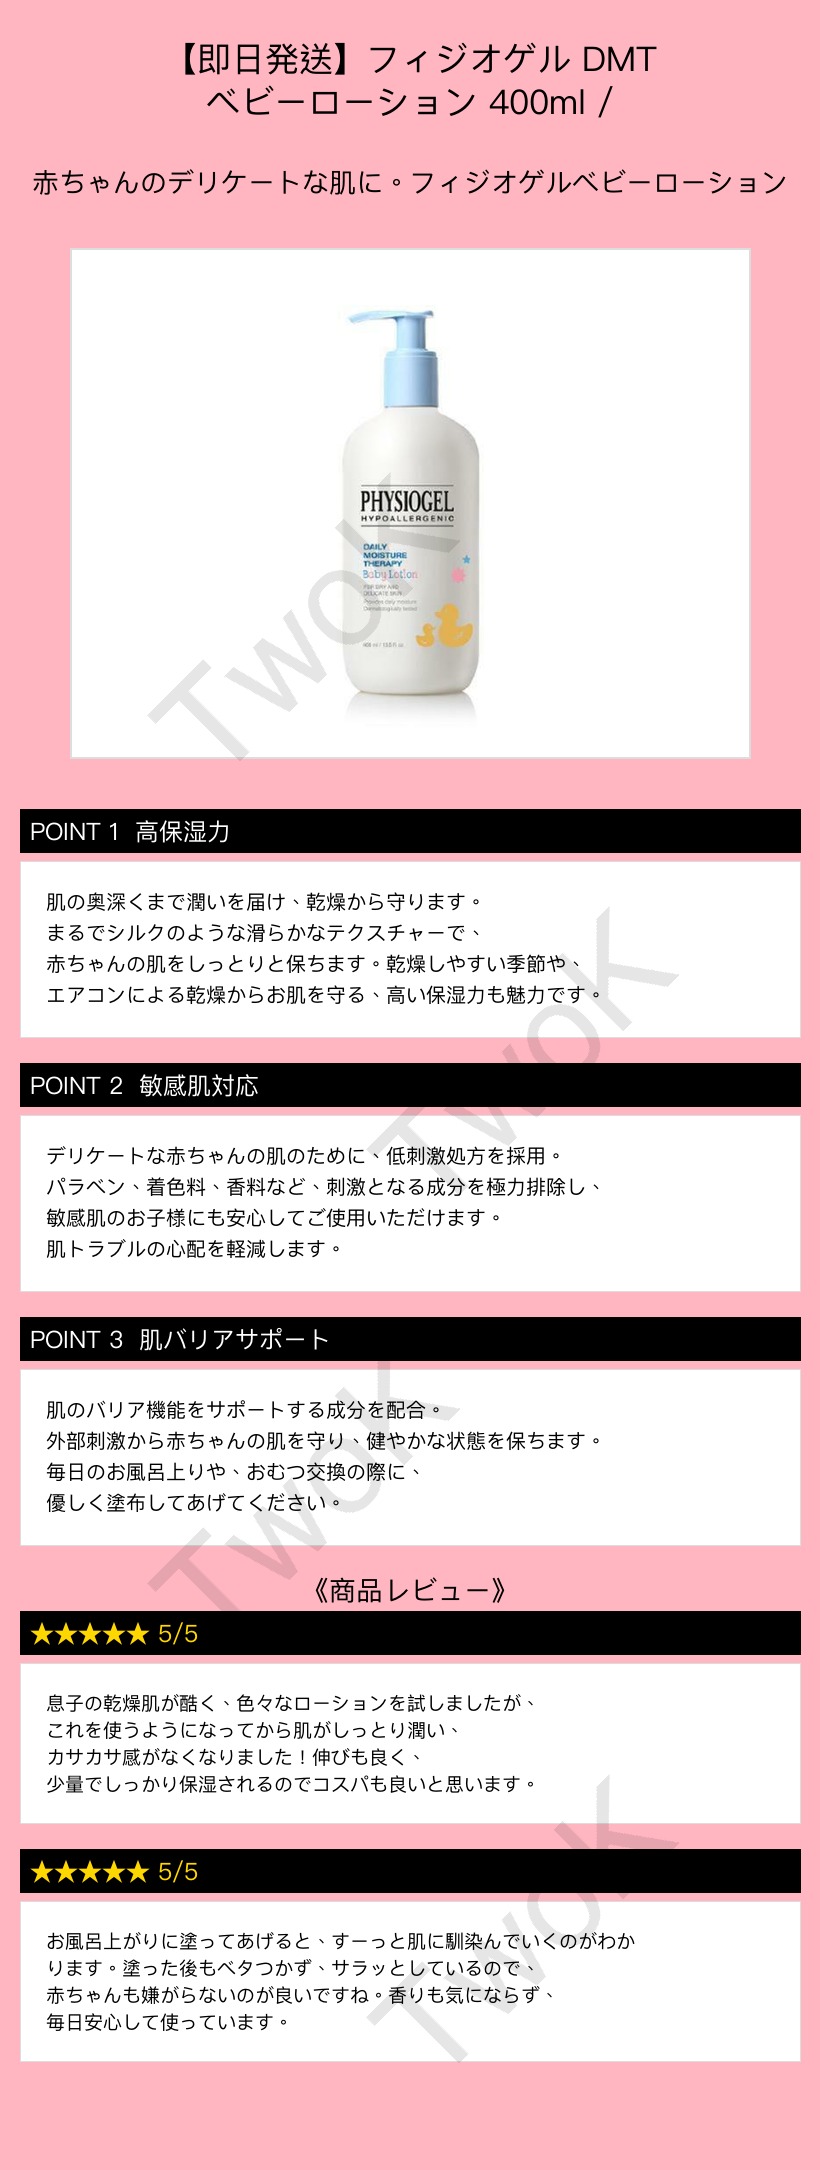 【即日発送】フィジオゲル DMT
ベビーローション 400ml /
赤ちゃんのデリケートな肌に。フィジオゲルベビーローション
PHYSIOGEL
HYPOALLERGENIC
DAILY
MOISTURE
THERAPY
Baby Lotion
FOR DRY AND
DELICATE SKIN
Provides daily moisture
Dermatologically tested
400 ml / 13.5 fl oz
TwoK
POINT 1 高保湿力
肌の奥深くまで潤いを届け、乾燥から守ります。
まるでシルクのような滑らかなテクスチャーで、
赤ちゃんの肌をしっとりと保ちます。乾燥しやすい季節や、
エアコンによる乾燥からお肌を守る、高い保湿力も魅力です。
TwoK
POINT 2 敏感肌対応
デリケートな赤ちゃんの肌のために、低刺激処方を採用。
パラベン、着色料、香料など、刺激となる成分を極力排除し、
敏感肌のお子様にも安心してご使用いただけます。
肌トラブルの心配を軽減します。
POINT 3 肌バリアサポート
肌のバリア機能をサポートする成分を配合。
外部刺激から赤ちゃんの肌を守り、健やかな状態を保ちます。
毎日のお風呂上りや、おむつ交換の際に、
優しく塗布してあげてください。
TwoK
《商品レビュー》
★★★★★ 5/5
息子の乾燥肌が酷く、色々なローションを試しましたが、
これを使うようになってから肌がしっとり潤い、
カサカサ感がなくなりました！伸びも良く、
少量でしっかり保湿されるのでコスパも良いと思います。
★★★★★ 5/5
お風呂上がりに塗ってあげると、すーっと肌に馴染んでいくのがわか
ります。塗った後もベタつかず、サラッとしているので、
赤ちゃんも嫌がらないのが良いですね。香りも気にならず、
毎日安心して使っています。
TwoK